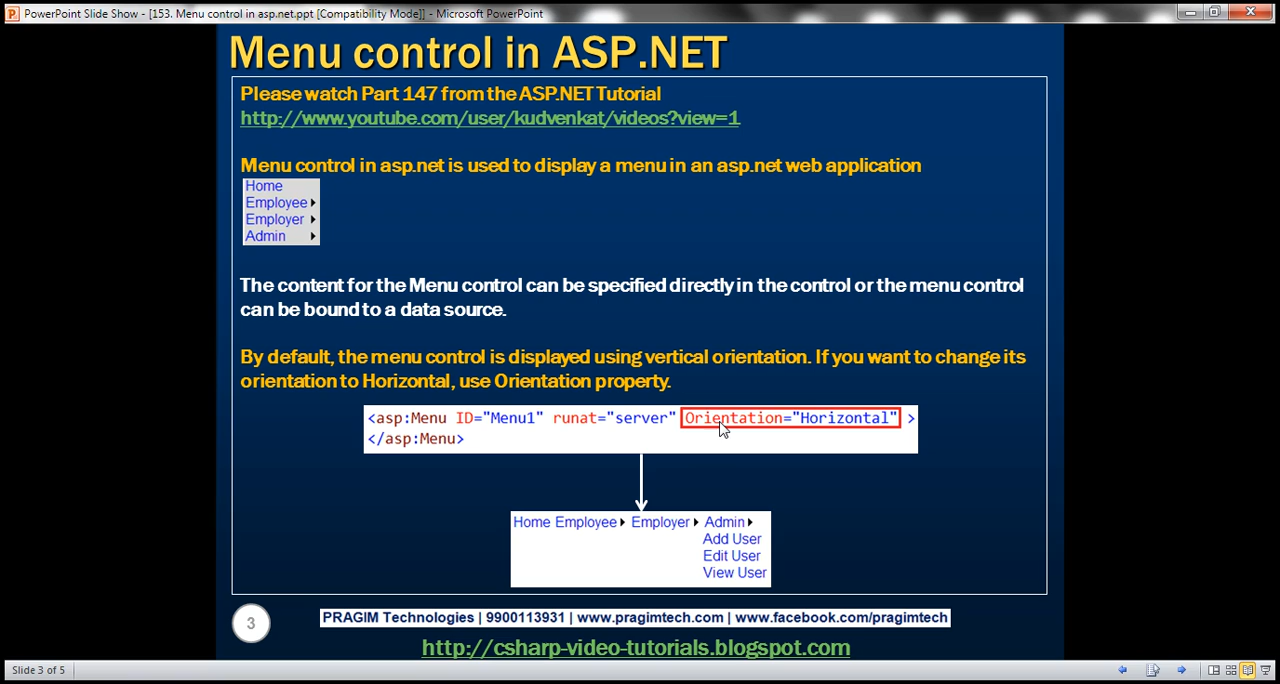 PowerPoint Slide Show - [153. Menu control in asp.net.ppt [Compatibility Mode]] - Microsoft PowerPoint
Menu control in ASP.NET
Please watch Part 147 from the ASP.NET Tutorial
http://www.youtube.com/user/kudvenkat/videos?view=1
Menu control in asp.net is used to display a menu in an asp.net web application
Home
Employee
Employer
Admin
The content for the Menu control can be specified directly in the control or the menu control
can be bound to a data source.
By default, the menu control is displayed using vertical orientation. If you want to change its
orientation to Horizontal, use Orientation property.
<asp:Menu ID="Menu1" runat="server" Orientation="Horizontal" >
</asp:Menu>
Home Employee Employer Admin
Add User
Edit User
View User
3
PRAGIM Technologies | 9900113931 | www.pragimtech.com | www.facebook.com/pragimtech
http://csharp-video-tutorials.blogspot.com
Slide 3 of 5